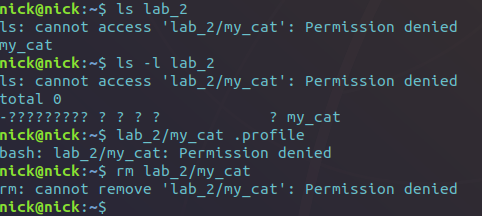 nick@nick:~$ ls lab_2
ls: cannot access 'lab_2/my_cat': Permission denied
my_cat
nick@nick:~$ ls -l lab_2
ls: cannot access 'lab_2/my_cat': Permission denied
total 0
-????????? ? ? ? ?            ? my_cat
nick@nick:~$ lab_2/my_cat .profile
bash: lab_2/my_cat: Permission denied
nick@nick:~$ rm lab_2/my_cat
rm: cannot remove 'lab_2/my_cat': Permission denied
nick@nick:~$